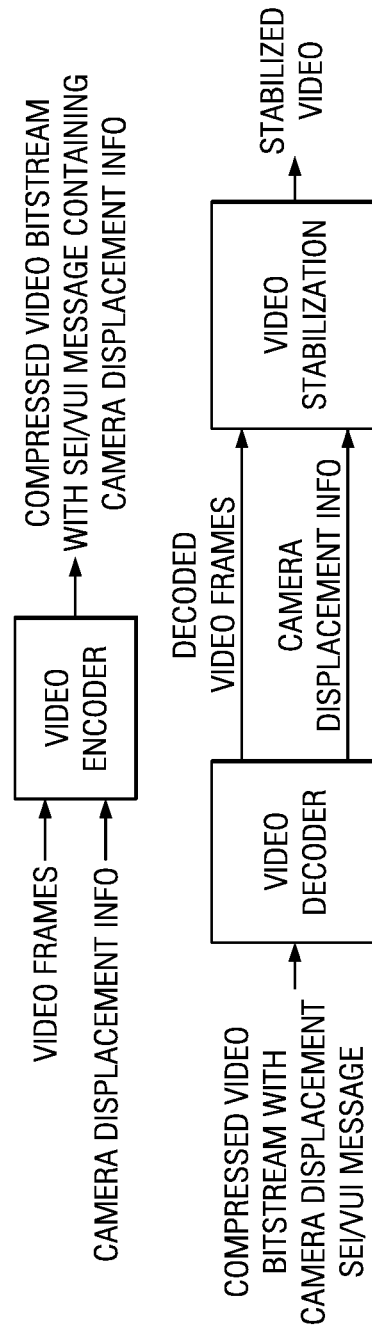 VIDEO FRAMES
CAMERA DISPLACEMENT INFO
VIDEO
ENCODER
COMPRESSED VIDEO BITSTREAM
WITH SEI/VUI MESSAGE CONTAINING
CAMERA DISPLACEMENT INFO
COMPRESSED VIDEO
BITSTREAM WITH
CAMERA DISPLACEMENT
SEI/VUI MESSAGE
VIDEO
DECODER
DECODED
VIDEO FRAMES
CAMERA
DISPLACEMENT INFO
VIDEO
STABILIZATION
STABILIZED
VIDEO